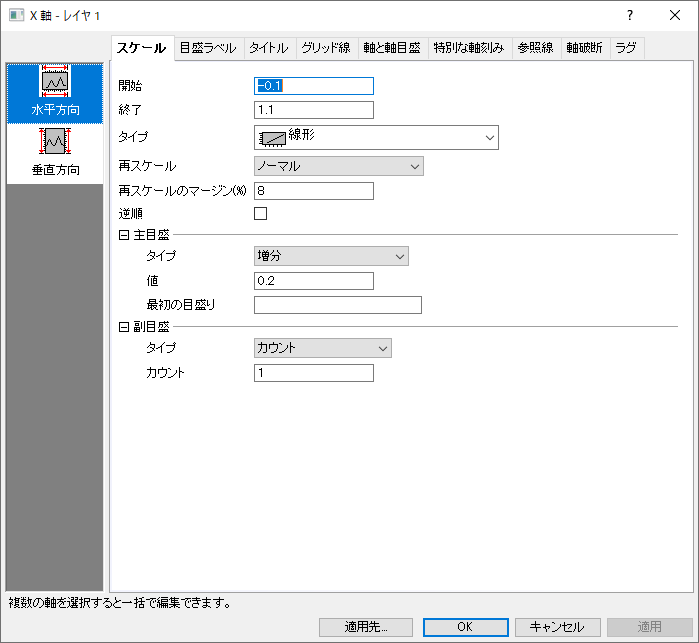 X 軸 - レイヤ 1
?
スケール 目盛ラベル タイトル グリッド線 軸と軸目盛 特別な軸刻み 参照線 軸破断 ラグ
水平方向
垂直方向
開始 -0.1
終了 1.1
タイプ 線形
再スケール ノーマル
再スケールのマージン(%) 8
逆順
主目盛
タイプ 増分
値 0.2
最初の目盛り
副目盛
タイプ カウント
カウント 1
複数の軸を選択すると一括で編集できます。
適用先... OK キャンセル 適用